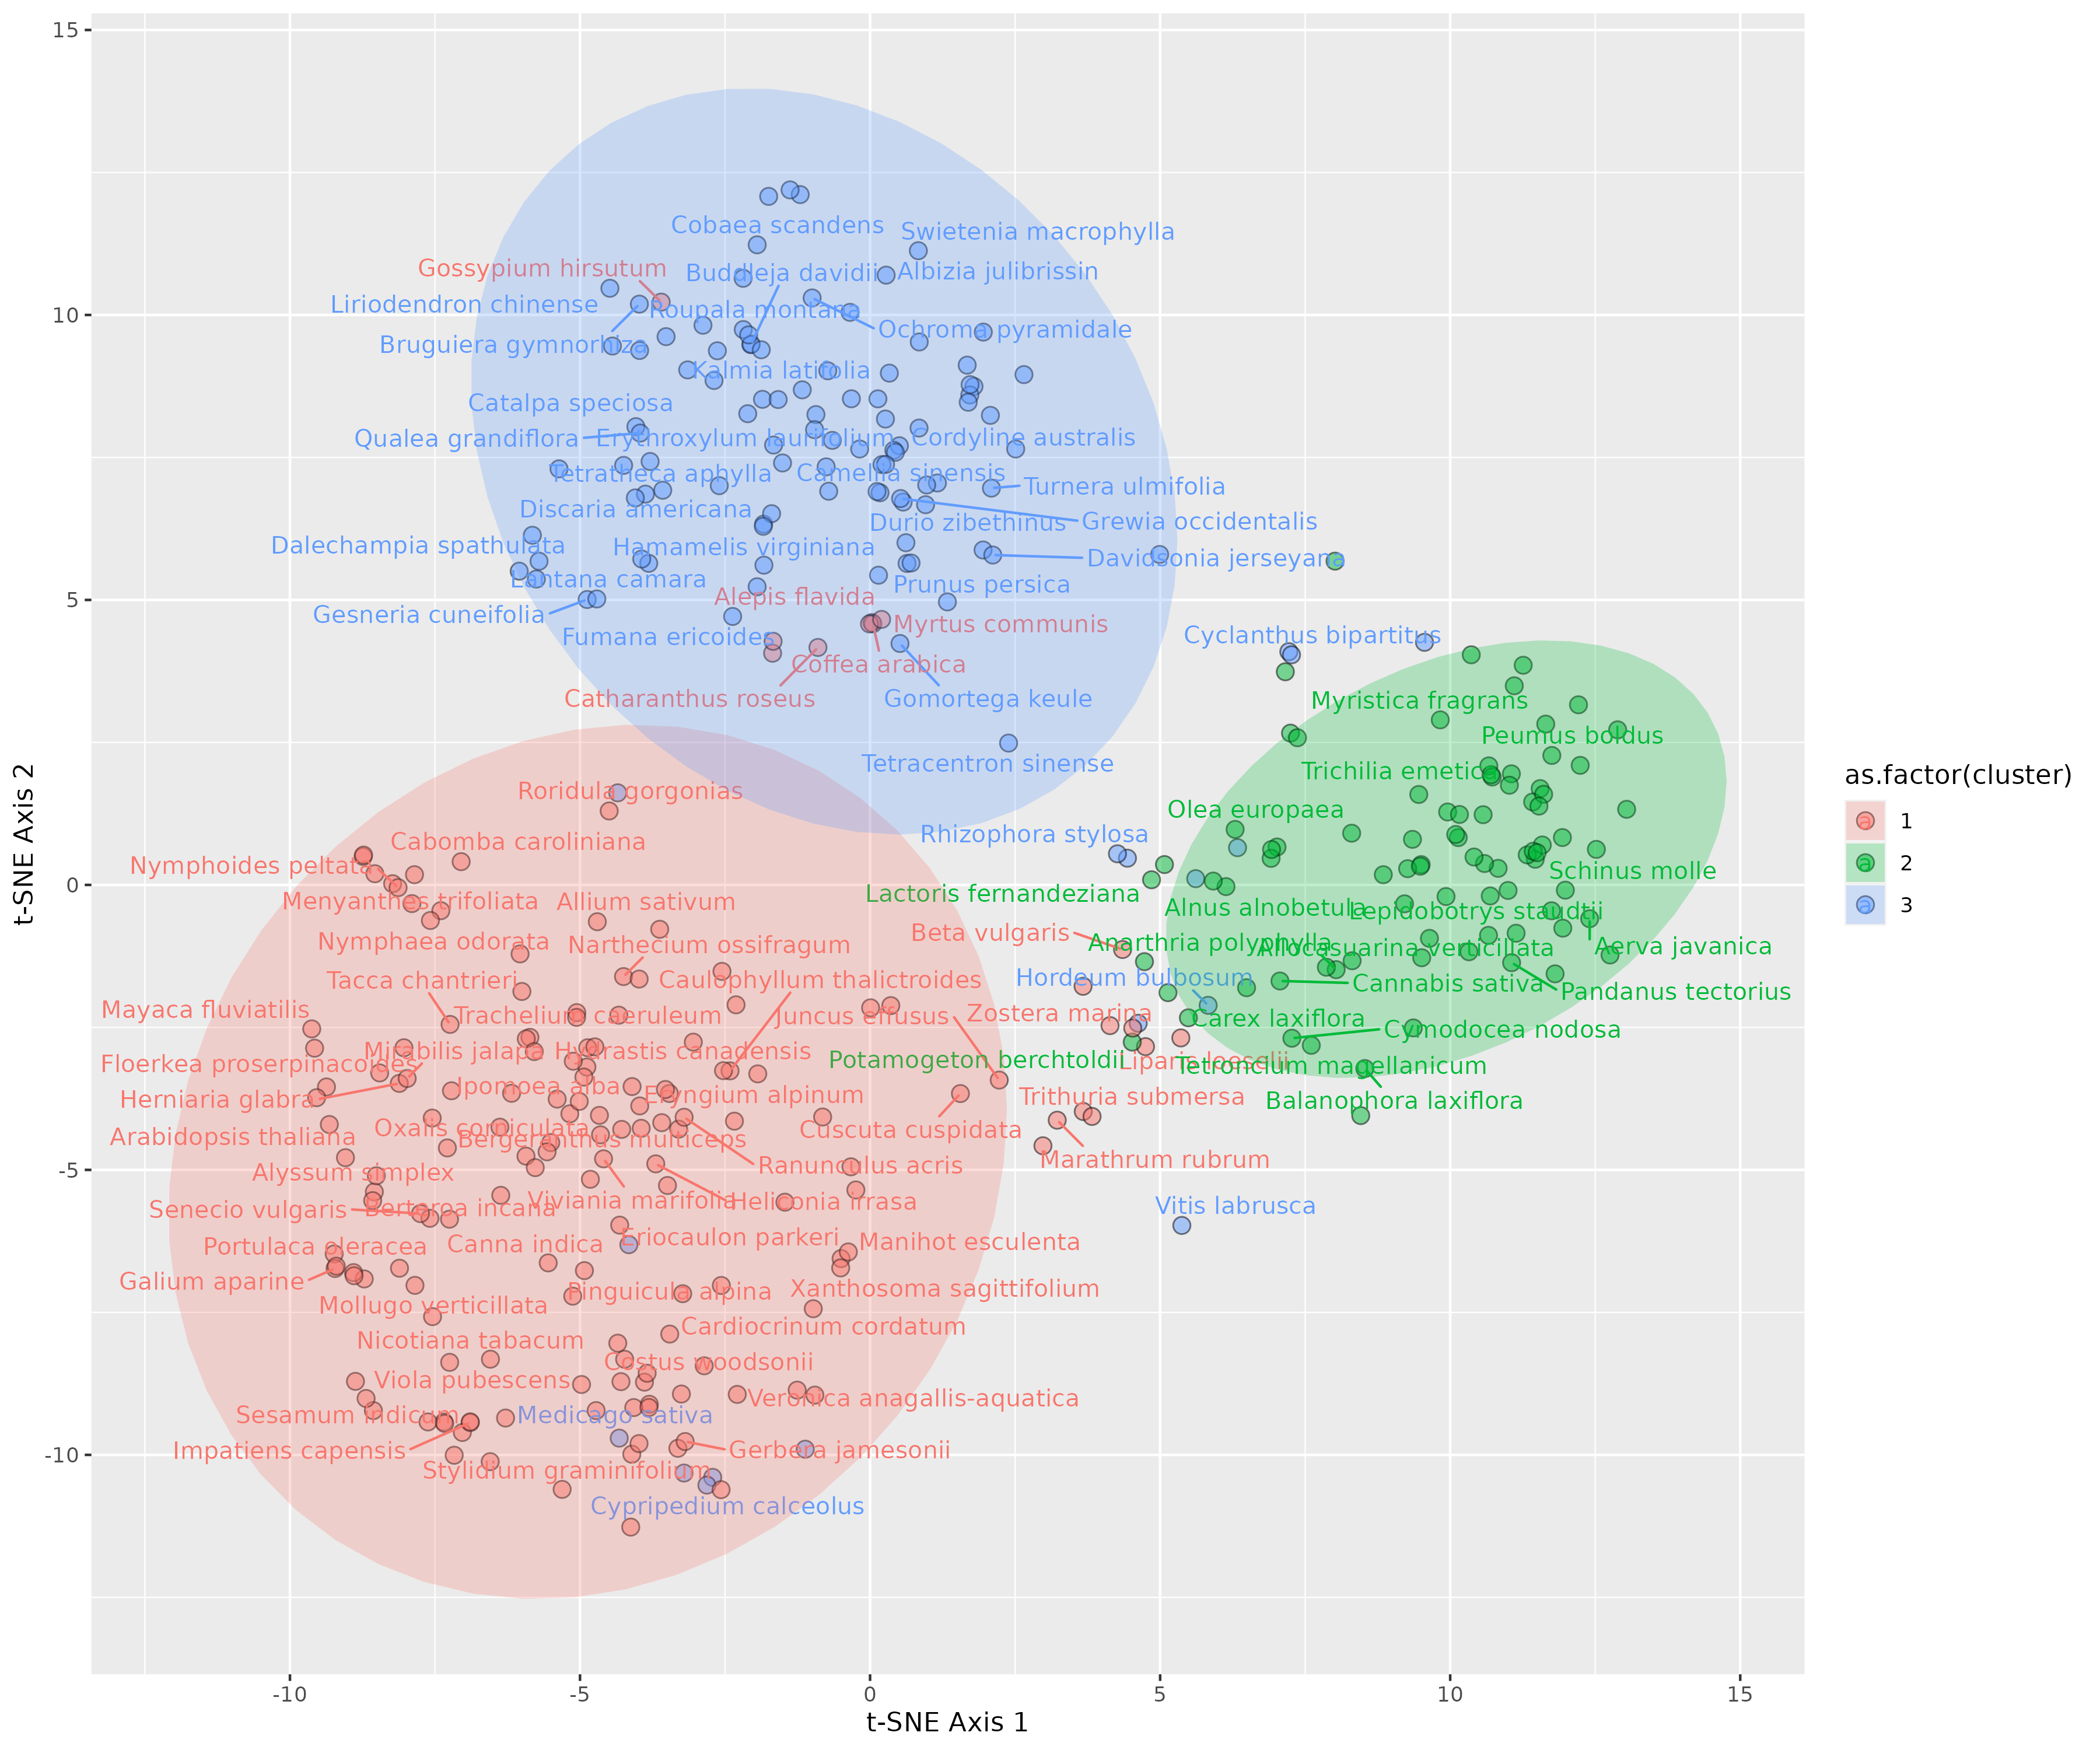 15
10
5
0
-5
-10
t-SNE Axis 2
Cobaea scandens
Swietenia macrophylla
Gossypium hirsutum
Buddleja davidii
Albizia julibrissin
Liriodendron chinense
Roupala montana
Ochroma pyramidale
Bruguiera gymnorhiza
Kalmia latifolia
Catalpa speciosa
Qualea grandiflora
Erythroxylum laurifolium
Cordyline australis
Tetratheca aphylla
Camellia sinensis
Turnera ulmifolia
Discaria americana
Durio zibethinus
Grewia occidentalis
Dalechampia spathulata
Hamamelis virginiana
Davidsonia jerseyana
Lantana camara
Prunus persica
Alepis flavida
Gesneria cuneifolia
Myrtus communis
Fumana ericoides
Cyclanthus bipartitus
Coffea arabica
Catharanthus roseus
Gomortega keule
Myristica fragrans
Peumus boldus
Tetracentron sinense
Trichilia emetica
Roridula gorgonias
Olea europaea
Cabomba caroliniana
Rhizophora stylosa
Nymphoides peltata
Schinus molle
Lactoris fernandeziana
Menyanthes trifoliata
Allium sativum
Alnus alnobetula
Lepidobotrys staudtii
Beta vulgaris
Nymphaea odorata
Narthecium ossifragum
Anarthria polyphylla
Allocasuarina verticillata
Aerva javanica
Tacca chantrieri
Caulophyllum thalictroides
Hordeum bulbosum
Cannabis sativa
Pandanus tectorius
Mayaca fluviatilis
Trachelium caeruleum
Juncus effusus
Zostera marina
Carex laxiflora
Cymodocea nodosa
Mirabilis jalapa
Hydrastis canadensis
Potamogeton berchtoldii
Liparis loeselii
Tetroncium magellanicum
Floerkea proserpinacoides
Ipomoea alba
Eryngium alpinum
Trithuria submersa
Balanophora laxiflora
Herniaria glabra
Oxalis corniculata
Cuscuta cuspidata
Arabidopsis thaliana
Bergeranthus multiceps
Ranunculus acris
Marathrum rubrum
Alyssum simplex
Viviania marifolia
Heliconia irrasa
Senecio vulgaris
Berteroa incana
Vitis labrusca
Portulaca oleracea
Canna indica
Eriocaulon parkeri
Manihot esculenta
Galium aparine
Pinguicula alpina
Xanthosoma sagittifolium
Mollugo verticillata
Cardiocrinum cordatum
Nicotiana tabacum
Costus woodsonii
Viola pubescens
Veronica anagallis-aquatica
Sesamum indicum
Medicago sativa
Impatiens capensis
Gerbera jamesonii
Stylidium graminifolium
Cypripedium calceolus
-10
-5
0
5
10
15
t-SNE Axis 1
as.factor(cluster)
a 1
a 2
a 3